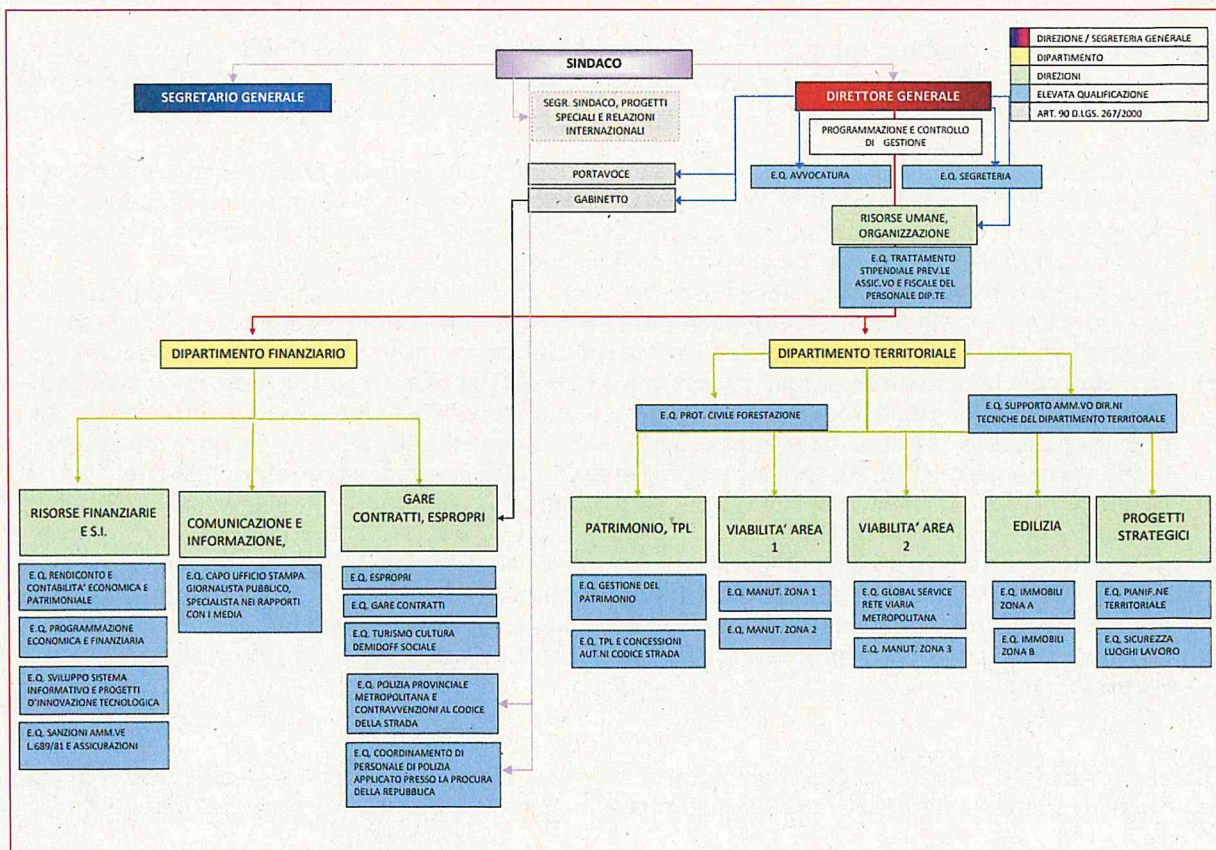 SINDACO
SEGRETARIO GENERALE
SEGR. SINDACO, PROGETTI
SPECIALI E RELAZIONI
INTERNAZIONALI
DIRETTORE GENERALE
DIREZIONE / SEGRETERIA GENERALE
DIPARTIMENTO
DIREZIONI
ELEVATA QUALIFICAZIONE
ART. 90 D.LGS. 267/2000
PROGRAMMAZIONE E CONTROLLO
DI GESTIONE
PORTAVOCE
GABINETTO
E.Q. AVVOCATURA
E.Q. SEGRETERIA
RISORSE UMANE,
ORGANIZZAZIONE
E.Q. TRATTAMENTO
STIPENDIALE PREV.LE
ASSIC.VO E FISCALE DEL
PERSONALE DIP.TE
DIPARTIMENTO FINANZIARIO
DIPARTIMENTO TERRITORIALE
E.Q. PROT. CIVILE FORESTAZIONE
E.Q. SUPPORTO AMM.VO DIR.NI
TECNICHE DEL DIPARTIMENTO TERRITORALE
RISORSE FINANZIARIE
E S.I.
E.Q. RENDICONTO E
CONTABILITA' ECONOMICA E
PATRIMONIALE
E.Q. PROGRAMMAZIONE
ECONOMICA E FINANZIARIA
E.Q. SVILUPPO SISTEMA
INFORMATIVO E PROGETTI
D'INNOVAZIONE TECNOLOGICA
E.Q. SANZIONI AMM.VE
L.689/81 E ASSICURAZIONI
COMUNICAZIONE E
INFORMAZIONE,
E.Q. CAPO UFFICIO STAMPA.
GIORNALISTA PUBBLICO,
SPECIALISTA NEI RAPPORTI
CON I MEDIA
GARE
CONTRATTI, ESPROPRI
E.Q. ESPROPRI
E.Q. GARE CONTRATTI
E.Q. TURISMO CULTURA
DEMIDOFF SOCIALE
E.Q. POLIZIA PROVINCIALE
METROPOLITANA E
CONTRAVVENZIONI AL CODICE
DELLA STRADA
E.Q. COORDINAMENTO DI
PERSONALE DI POLIZIA
APPLICATO PRESSO LA PROCURA
DELLA REPUBBLICA
PATRIMONIO, TPL
E.Q. GESTIONE DEL
PATRIMONIO
E.Q. TPL E CONCESSIONI
AUT.NI CODICE STRADA
VIABILITA' AREA
1
E.Q. MANUT. ZONA 1
E.Q. MANUT. ZONA 2
VIABILITA' AREA
2
E.Q. GLOBAL SERVICE
RETE VIARIA
METROPOLITANA
E.Q. MANUT. ZONA 3
EDILIZIA
E.Q. IMMOBILI
ZONA A
E.Q. IMMOBILI
ZONA B
PROGETTI
STRATEGICI
E.Q. PIANIF.NE
TERRITORIALE
E.Q. SICUREZZA
LUOGHI LAVORO